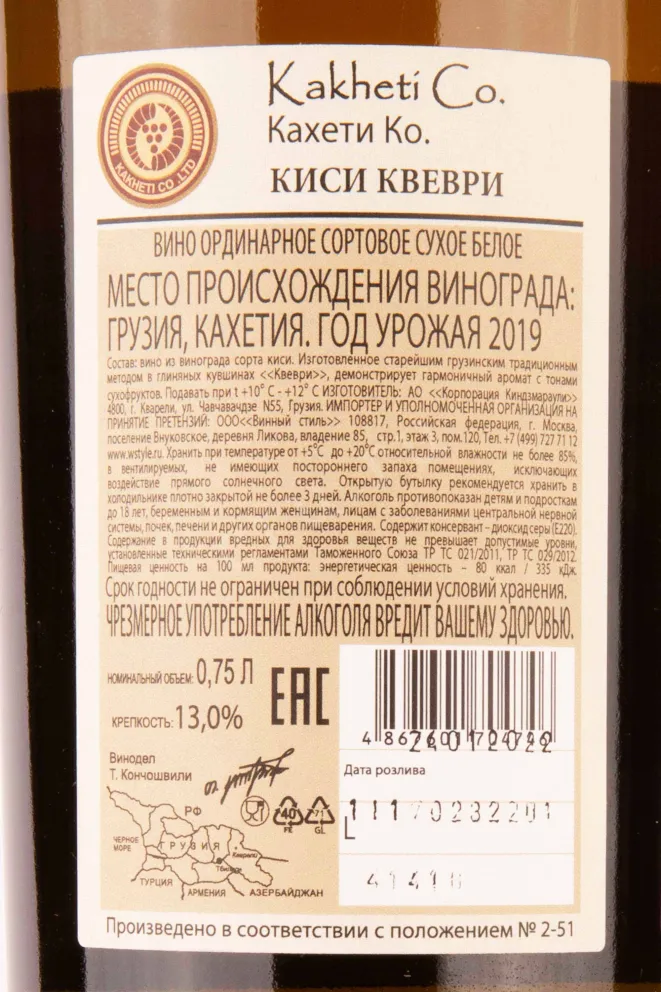 Kakheti Co.
Кахети Ко.
КИСИ КВЕВРИ
KAKHETI CO.LTD
ВИНО ОРДИНАРНОЕ СОРТОВОЕ СУХОЕ БЕЛОЕ
МЕСТО ПРОИСХОЖДЕНИЯ ВИНОГРАДА:
ГРУЗИЯ, КАХЕТИЯ. ГОД УРОЖАЯ 2019
Состав: вино из винограда сорта киси. Изготовленное старейшим грузинским традиционным
методом в глиняных кувшинах <<Квеври>>, демонстрирует гармоничный аромат с тонами
сухофруктов. Подавать при t +10° С - +12° С ИЗГОТОВИТЕЛЬ: АО <<Корпорация Киндзмараули>>
4800, г. Кварели, ул. Чавчавадзе N55, Грузия. ИМПОРТЕР И УПОЛНОМОЧЕННАЯ ОРГАНИЗАЦИЯ НА
ПРИНЯТИЕ ПРЕТЕНЗИЙ: ООО<<Винный стиль>> 108817, Российская федерация, г. Москва,
поселение Внуковское, деревня Ликова, владение 85, стр.1, этаж 3, пом.120, Тел. +7 (499) 727 71 12
www.wstyle.ru. Хранить при температуре от +5°С до +20°С относительной влажности не более 85%,
в вентилируемых, не имеющих постороннего запаха помещениях, исключающих
воздействие прямого солнечного света. Открытую бутылку рекомендуется хранить в
холодильнике плотно закрытой не более 3 дней. Алкоголь противопоказан детям и подросткам
до 18 лет, беременным и кормящим женщинам, лицам с заболеваниями центральной нервной
системы, почек, печени и других органов пищеварения. Содержит консервант – диоксид серы (Е220).
Содержание в продукции вредных для здоровья веществ не превышает допустимые уровни,
установленные техническими регламентами Таможенного Союза ТР ТС 021/2011, ТР ТС 029/2012.
Пищевая ценность на 100 мл продукта: энергетическая ценность – 80 ккал / 335 кДж.
Срок годности не ограничен при соблюдении условий хранения.
ЧРЕЗМЕРНОЕ УПОТРЕБЛЕНИЕ АЛКОГОЛЯ ВРЕДИТ ВАШЕМУ ЗДОРОВЬЮ.
НОМИНАЛЬНЫЙ ОБЪЕМ: 0,75 Л
КРЕПОСТЬ: 13,0%
ЕАС
24012022
Дата розлива
Винодел
Т. Кончошвили
40
FE
71
GL
РФ
ЧЕРНОЕ
МОРЕ
ГРУЗИЯ
Кварели
Тбилиси
ТУРЦИЯ
АРМЕНИЯ
АЗЕРБАЙДЖАН
Произведено в соответствии с положением № 2-51